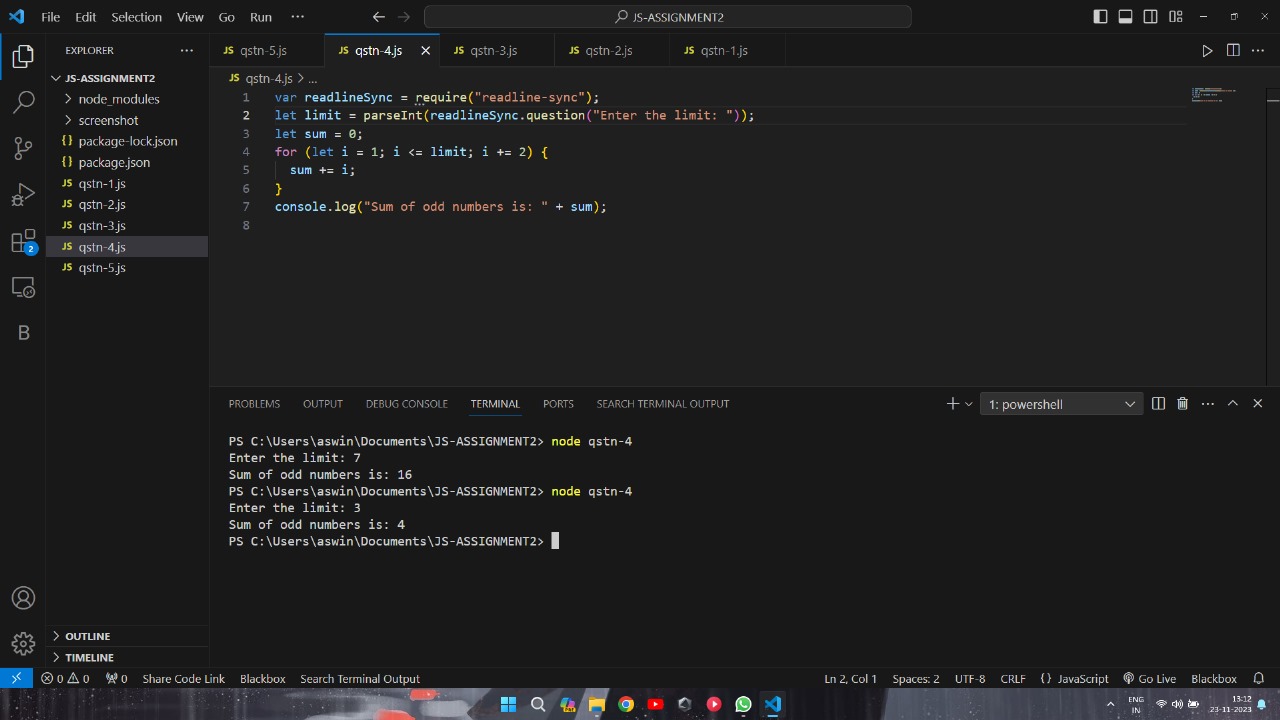 File Edit Selection View Go Run ··· JS-ASSIGNMENT2
EXPLORER ···
JS-ASSIGNMENT2
node_modules
screenshot
{} package-lock.json
{} package.json
JS qstn-1.js
JS qstn-2.js
JS qstn-3.js
JS qstn-4.js
JS qstn-5.js
OUTLINE
TIMELINE
2
B
JS qstn-5.js JS qstn-4.js JS qstn-3.js JS qstn-2.js JS qstn-1.js
JS qstn-4.js > ...
1 var readlineSync = require("readline-sync");
2 let limit = parseInt(readlineSync.question("Enter the limit: "));
3 let sum = 0;
4 for (let i = 1; i <= limit; i += 2) {
5 sum += i;
6 }
7 console.log("Sum of odd numbers is: " + sum);
8
PROBLEMS OUTPUT DEBUG CONSOLE TERMINAL PORTS SEARCH TERMINAL OUTPUT 1: powershell
PS C:\Users\aswin\Documents\JS-ASSIGNMENT2> node qstn-4
Enter the limit: 7
Sum of odd numbers is: 16
PS C:\Users\aswin\Documents\JS-ASSIGNMENT2> node qstn-4
Enter the limit: 3
Sum of odd numbers is: 4
PS C:\Users\aswin\Documents\JS-ASSIGNMENT2>
0 0 0 Share Code Link Blackbox Search Terminal Output Ln 2, Col 1 Spaces: 2 UTF-8 CRLF {} JavaScript Go Live Blackbox
ENG
IN
13:12
23-11-2023